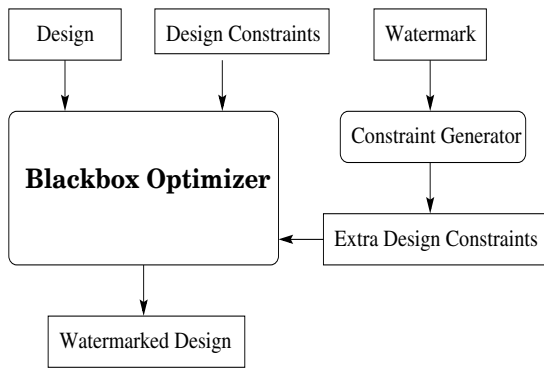 Design
Design Constraints
Watermark
Constraint Generator
Blackbox Optimizer
Extra Design Constraints
Watermarked Design